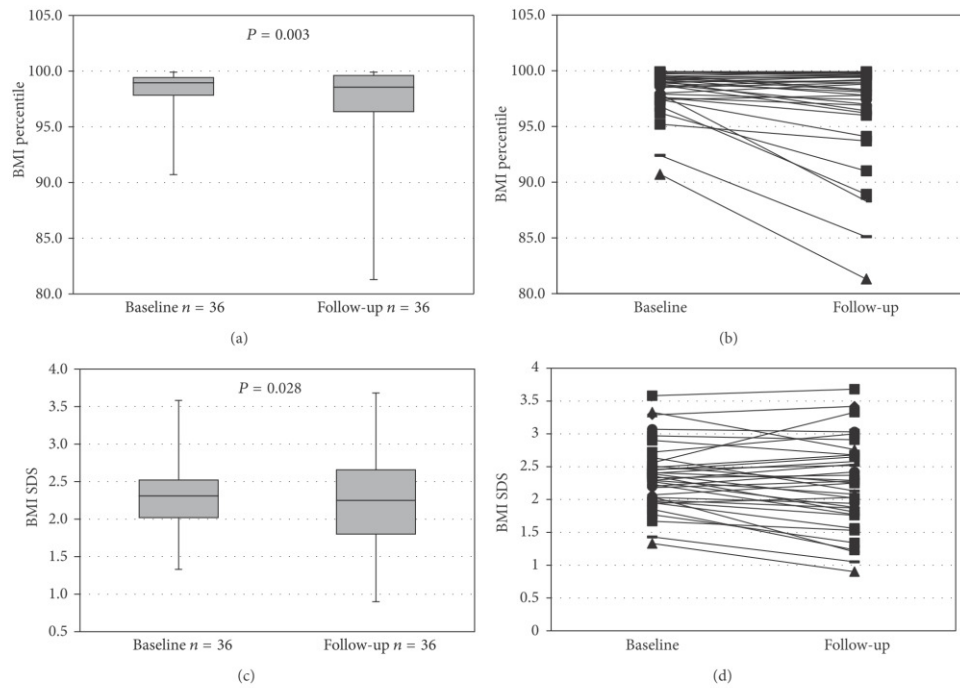 105.0
P = 0.003
100.0
95.0
90.0
85.0
80.0
BMI percentile
Baseline n = 36
Follow-up n = 36
(a)
105.0
100.0
95.0
90.0
85.0
80.0
BMI percentile
Baseline
Follow-up
(b)
4.0
P = 0.028
3.5
3.0
2.5
2.0
1.5
1.0
0.5
BMI SDS
Baseline n = 36
Follow-up n = 36
(c)
4
3.5
3
2.5
2
1.5
1
0.5
0
BMI SDS
Baseline
Follow-up
(d)